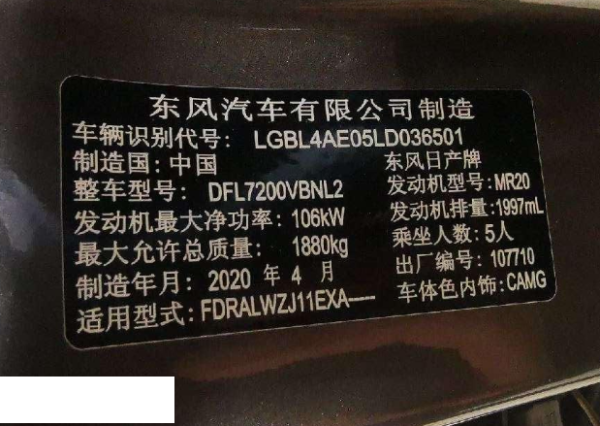 东风汽车有限公司制造
车辆识别代号: LGBL4AE05LD036501
制造国: 中国 东风日产牌
整车型号: DFL7200VBNL2 发动机型号: MR20
发动机最大净功率: 106kW 发动机排量: 1997mL
最大允许总质量: 1880kg 乘坐人数: 5人
制造年月: 2020 年 4 月 出厂编号: 107710
适用型式: FDRALWZJ11EXA----- 车体色内饰: CAMG